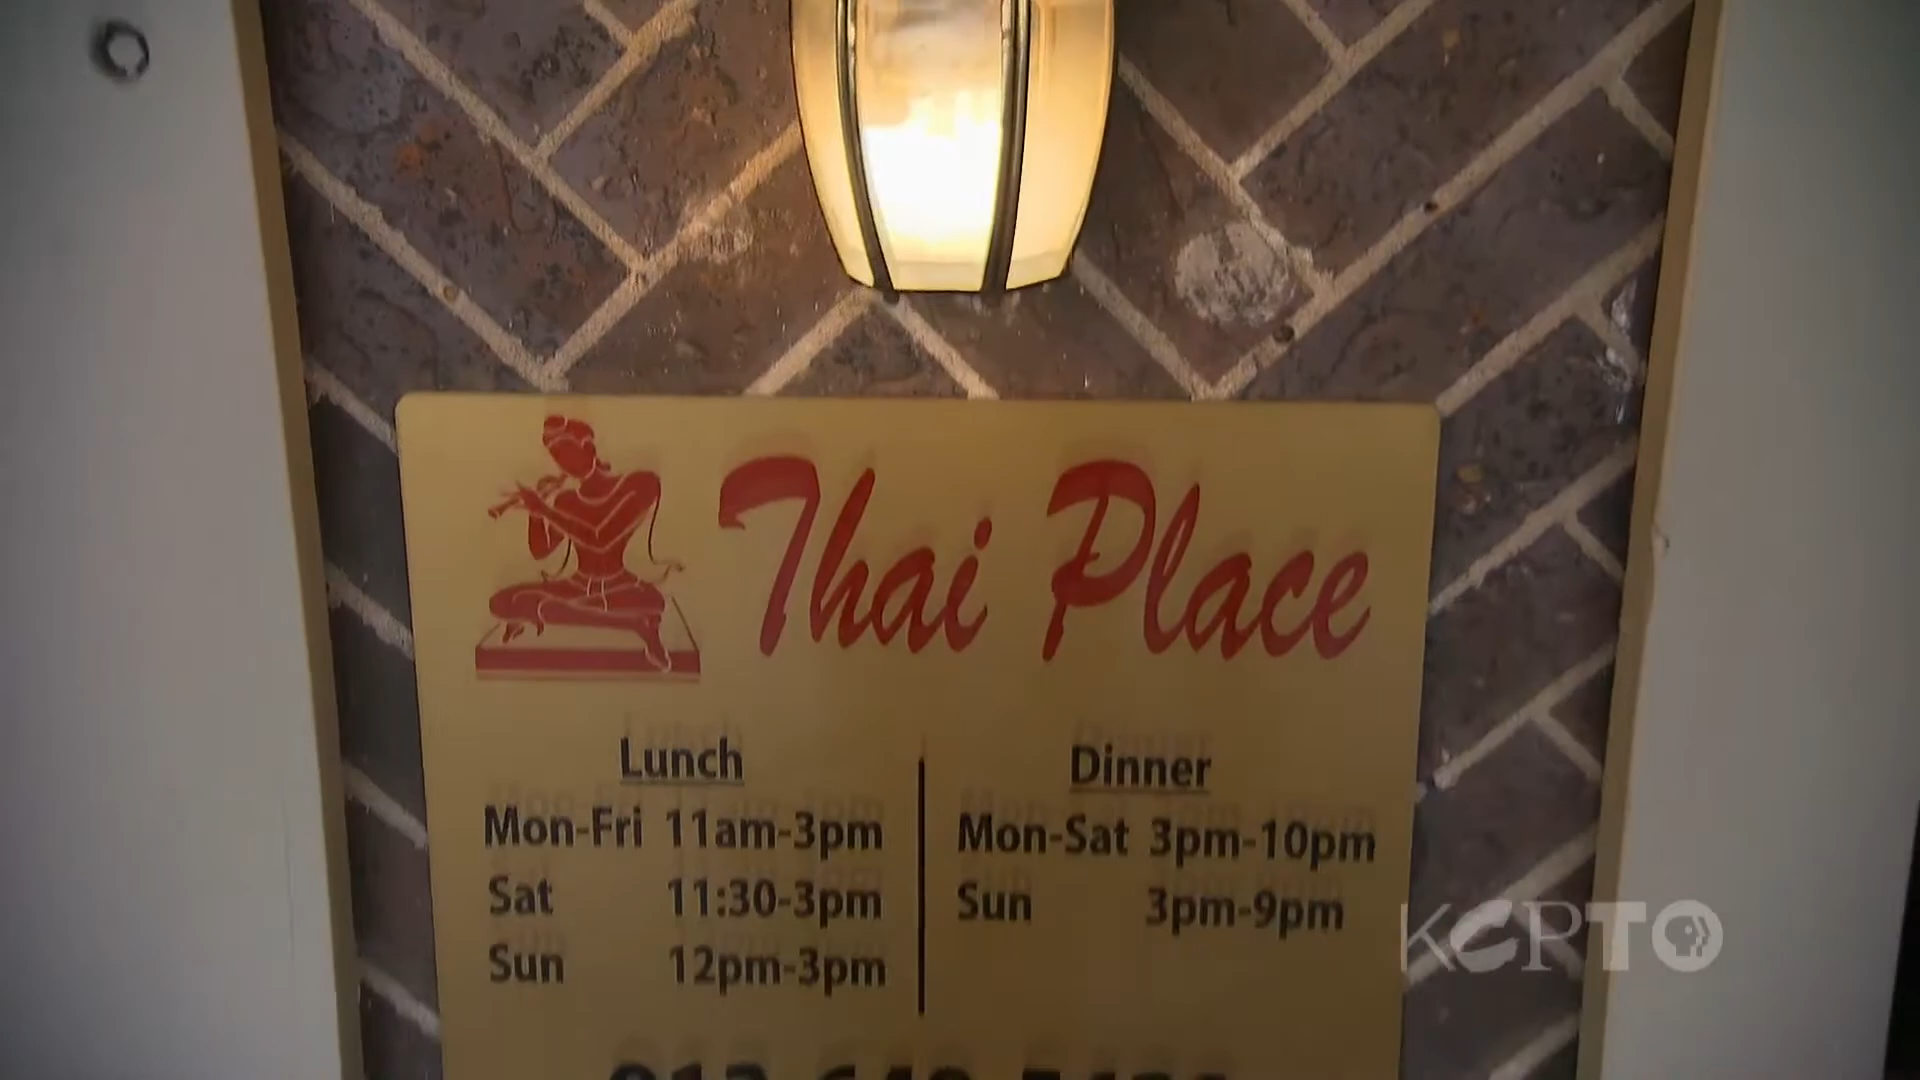 Thai Place
Lunch
Mon-Fri 11am-3pm
Sat 11:30-3pm
Sun 12pm-3pm
Dinner
Mon-Sat 3pm-10pm
Sun 3pm-9pm
KCPT